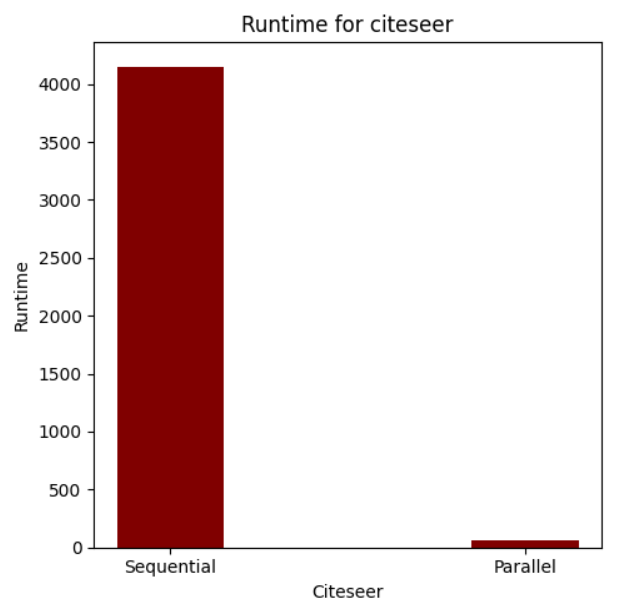 Runtime for citeseer
4000
3500
3000
2500
2000
1500
1000
500
0
Runtime
Sequential
Parallel
Citeseer